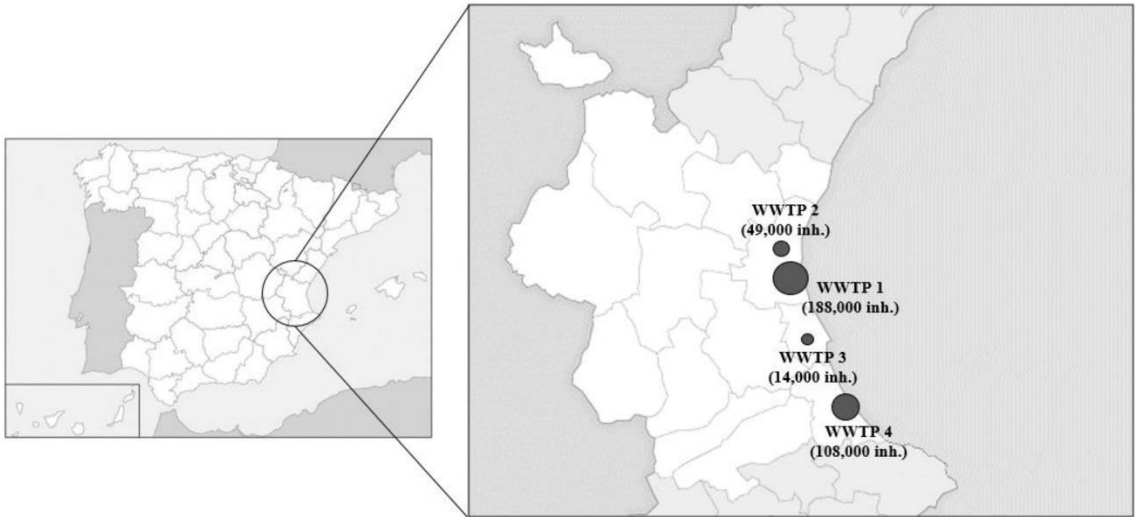 WWTP 2
(49,000 inh.)
WWTP 1
(188,000 inh.)
WWTP 3
(14,000 inh.)
WWTP 4
(108,000 inh.)